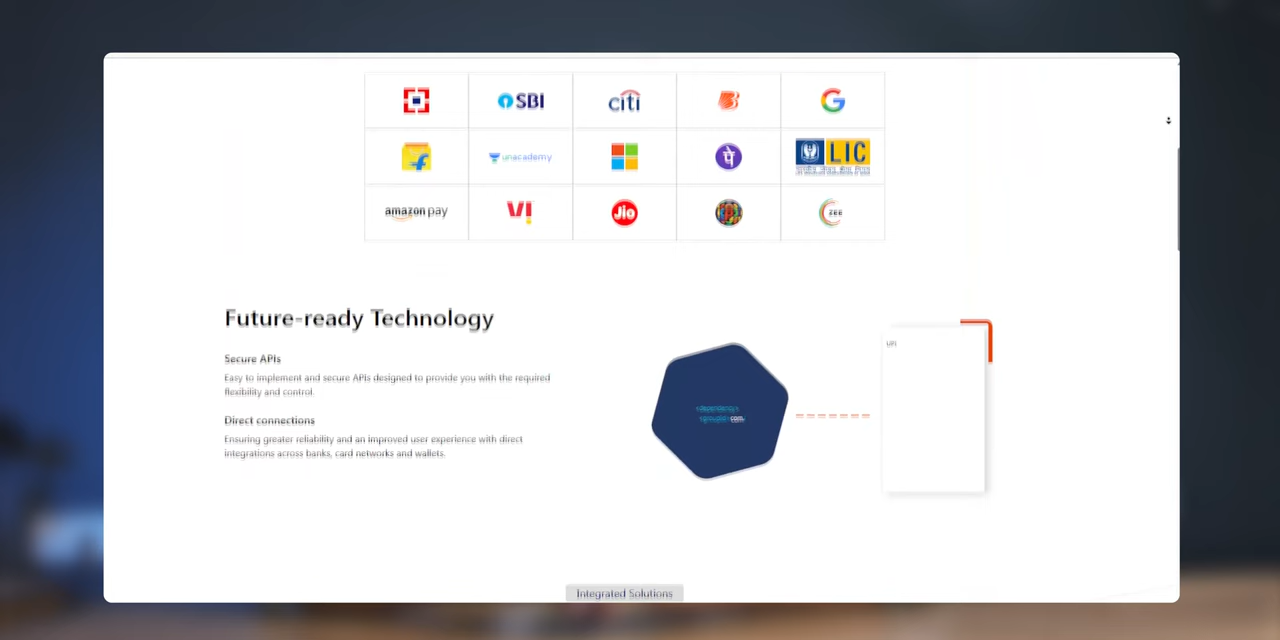 SBI
citi
G
unacademy
पे
LIC
amazon pay
VI
Jio
ZEE
Future-ready Technology
Secure APIs
Easy to implement and secure APIs designed to provide you with the required
flexibility and control.
Direct connections
Ensuring greater reliability and an improved user experience with direct
integrations across banks, card networks and wallets.
UPI
Integrated Solutions